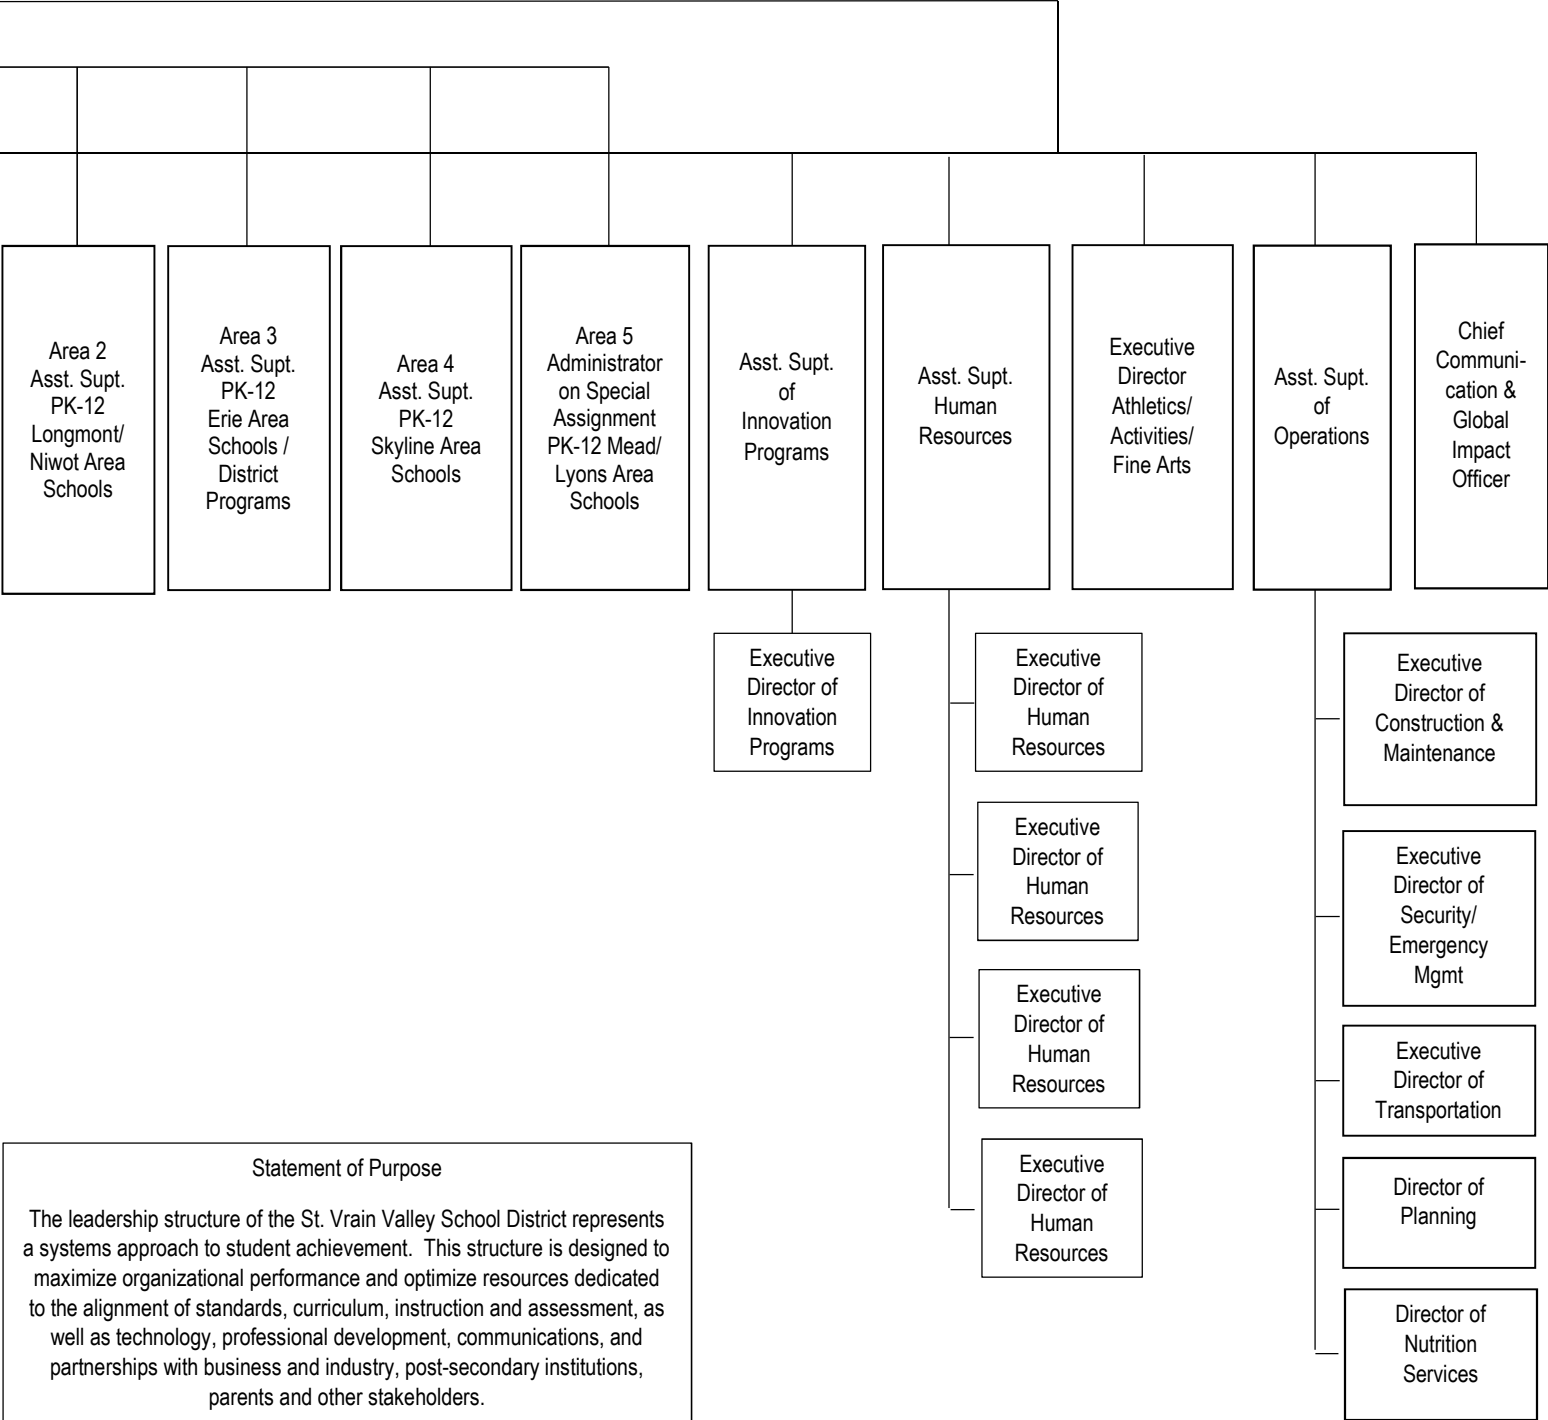 Area 2
Asst. Supt.
PK-12
Longmont/
Niwot Area
Schools
Area 3
Asst. Supt.
PK-12
Erie Area
Schools /
District
Programs
Area 4
Asst. Supt.
PK-12
Skyline Area
Schools
Area 5
Administrator
on Special
Assignment
PK-12 Mead/
Lyons Area
Schools
Asst. Supt.
of
Innovation
Programs
Asst. Supt.
Human
Resources
Executive
Director
Athletics/
Activities/
Fine Arts
Asst. Supt.
of
Operations
Chief
Communi-
cation &
Global
Impact
Officer
Executive
Director of
Innovation
Programs
Executive
Director of
Human
Resources
Executive
Director of
Human
Resources
Executive
Director of
Human
Resources
Executive
Director of
Human
Resources
Executive
Director of
Construction &
Maintenance
Executive
Director of
Security/
Emergency
Mgmt
Executive
Director of
Transportation
Director of
Planning
Director of
Nutrition
Services
Statement of Purpose
The leadership structure of the St. Vrain Valley School District represents
a systems approach to student achievement.  This structure is designed to
maximize organizational performance and optimize resources dedicated
to the alignment of standards, curriculum, instruction and assessment, as
well as technology, professional development, communications, and
partnerships with business and industry, post-secondary institutions,
parents and other stakeholders.